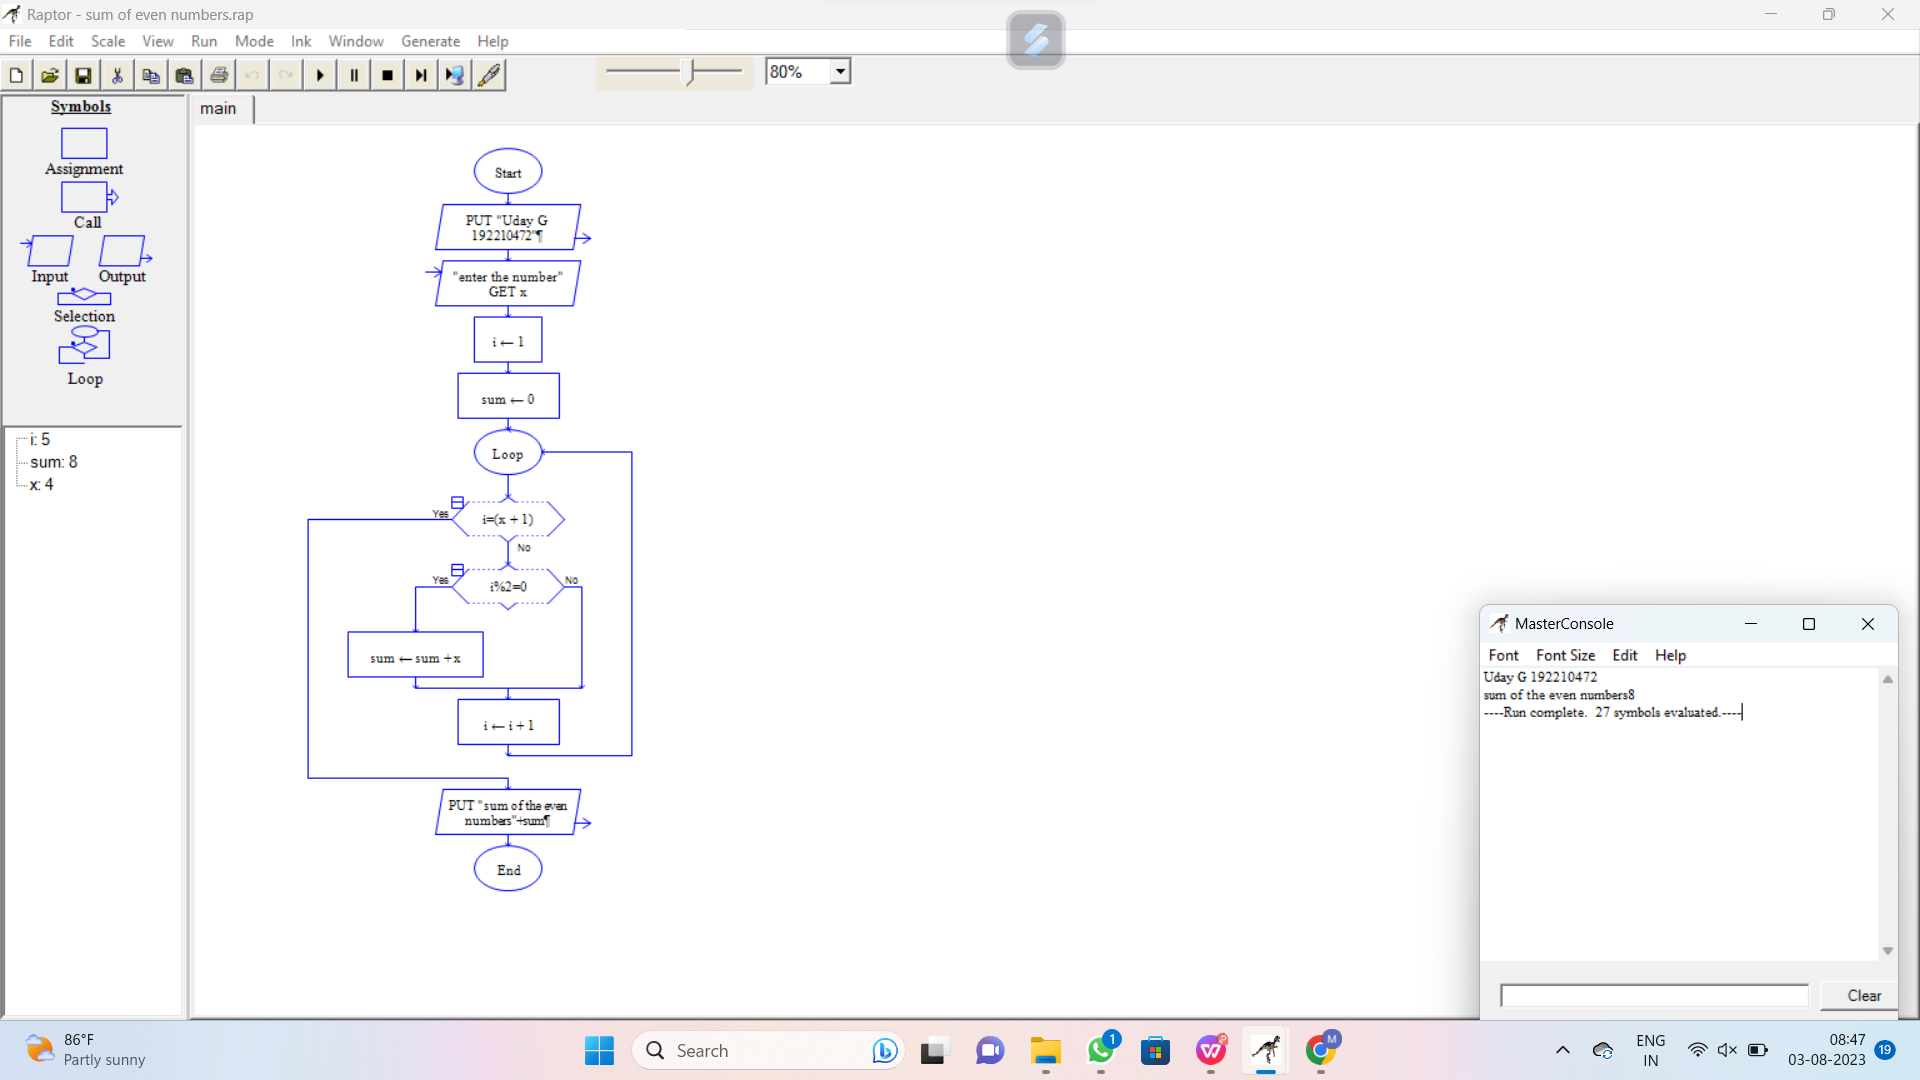 Raptor - sum of even numbers.rap
File Edit Scale View Run Mode Ink Window Generate Help
80%
Symbols
Assignment
Call
Input Output
Selection
Loop
i: 5
sum: 8
x: 4
main
Start
PUT "Uday G
192210472"¶
"enter the number"
GET x
i ← 1
sum ← 0
Loop
Yes
i=(x + 1)
No
Yes
i%2=0
No
sum ← sum +x
i ← i + 1
PUT "sum of the even
numbers"+sum¶
End
MasterConsole
Font Font Size Edit Help
Uday G 192210472
sum of the even numbers8
----Run complete.  27 symbols evaluated.----
Clear
86°F
Partly sunny
Search
1
M
ENG
IN
08:47
03-08-2023
19